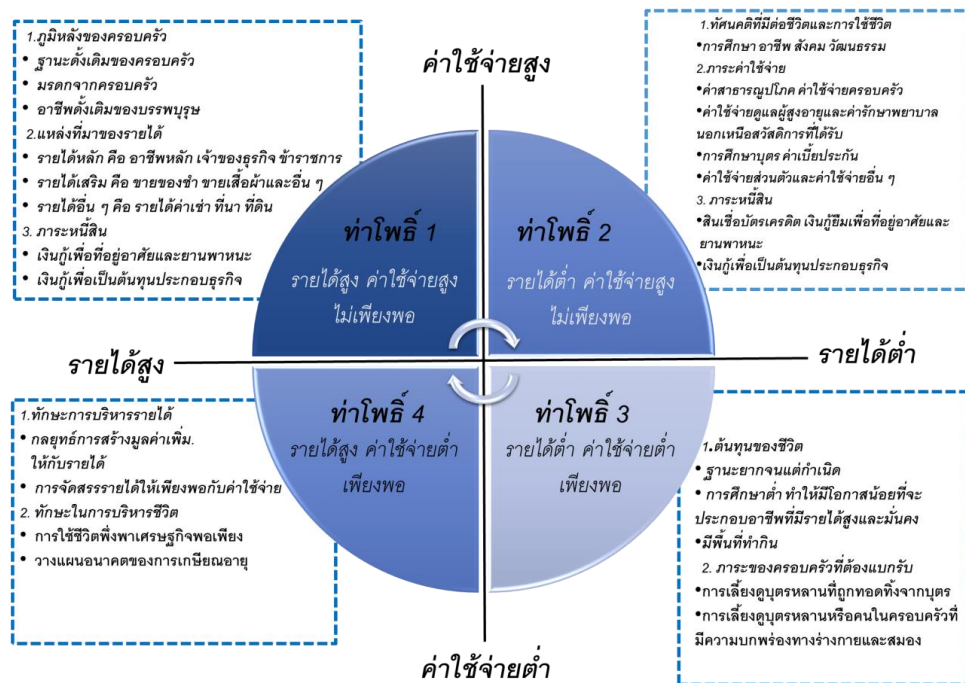 1.ภูมิหลังของครอบครัว
• ฐานะดั้งเดิมของครอบครัว
• มรดกจากครอบครัว
• อาชีพดั้งเดิมของบรรพบุรุษ
2.แหล่งที่มาของรายได้
• รายได้หลัก คือ อาชีพหลัก เจ้าของธุรกิจ ข้าราชการ
• รายได้เสริม คือ ขายของชำ ขายเสื้อผ้าและอื่น ๆ
• รายได้อื่น ๆ คือ รายได้ค่าเช่า ที่นา ที่ดิน
3. ภาระหนี้สิน
• เงินกู้เพื่อที่อยู่อาศัยและยานพาหนะ
• เงินกู้เพื่อเป็นต้นทุนประกอบธุรกิจ
ค่าใช้จ่ายสูง
1.ทัศนคติที่มีต่อชีวิตและการใช้ชีวิต
•การศึกษา อาชีพ สังคม วัฒนธรรม
2.ภาระค่าใช้จ่าย
•ค่าสาธารณูปโภค ค่าใช้จ่ายครอบครัว
•ค่าใช้จ่ายดูแลผู้สูงอายุและค่ารักษาพยาบาล
นอกเหนือสวัสดิการที่ได้รับ
•การศึกษาบุตร ค่าเบี้ยประกัน
•ค่าใช้จ่ายส่วนตัวและค่าใช้จ่ายอื่น ๆ
3. ภาระหนี้สิน
•สินเชื่อบัตรเครดิต เงินกู้ยืมเพื่อที่อยู่อาศัยและ
ยานพาหนะ
•เงินกู้เพื่อเป็นต้นทุนประกอบธุรกิจ
ท่าโพธิ์ 1
รายได้สูง ค่าใช้จ่ายสูง
ไม่เพียงพอ
ท่าโพธิ์ 2
รายได้ต่ำ ค่าใช้จ่ายสูง
ไม่เพียงพอ
รายได้สูง
รายได้ต่ำ
ท่าโพธิ์ 4
รายได้สูง ค่าใช้จ่ายต่ำ
เพียงพอ
ท่าโพธิ์ 3
รายได้ต่ำ ค่าใช้จ่ายต่ำ
เพียงพอ
1.ทักษะการบริหารรายได้
• กลยุทธ์การสร้างมูลค่าเพิ่ม.
ให้กับรายได้
• การจัดสรรรายได้ให้เพียงพอกับค่าใช้จ่าย
2. ทักษะในการบริหารชีวิต
• การใช้ชีวิตพึ่งพาเศรษฐกิจพอเพียง
• วางแผนอนาคตของการเกษียณอายุ
1.ต้นทุนของชีวิต
• ฐานะยากจนแต่กำเนิด
• การศึกษาต่ำ ทำให้มีโอกาสน้อยที่จะ
ประกอบอาชีพที่มีรายได้สูงและมั่นคง
• มีพื้นที่ทำกิน
2. ภาระของครอบครัวที่ต้องแบกรับ
•การเลี้ยงดูบุตรหลานที่ถูกทอดทิ้งจากบุตร
•การเลี้ยงดูบุตรหลานหรือคนในครอบครัวที่
มีความบกพร่องทางร่างกายและสมอง
ค่าใช้จ่ายต่ำ